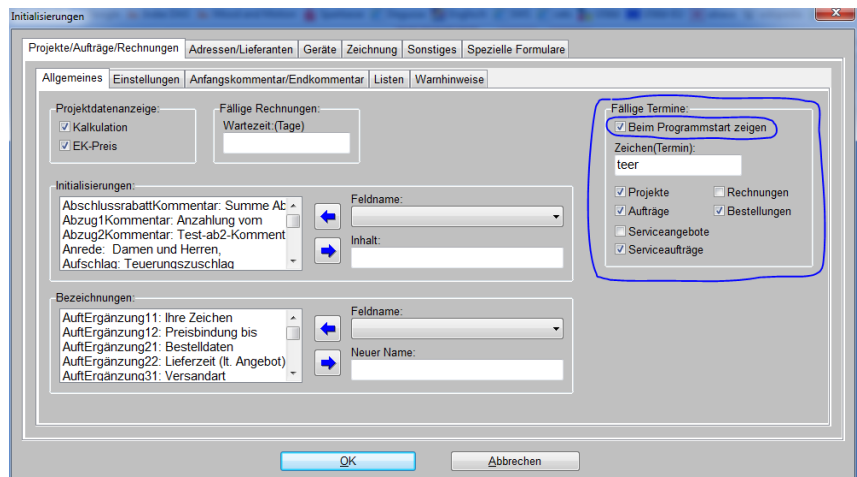 Initialisierungen
Projekte/Aufträge/Rechnungen Adressen/Lieferanten Geräte Zeichnung Sonstiges Spezielle Formulare
Allgemeines Einstellungen Anfangskommentar/Endkommentar Listen Warnhinweise
Projektdatenanzeige:
Kalkulation
EK-Preis
Fällige Rechnungen:
Wartezeit:(Tage)
Fällige Termine:
Beim Programmstart zeigen
Zeichen(Termin):
teer
Projekte Rechnungen
Aufträge Bestellungen
Serviceangebote
Serviceaufträge
Initialisierungen:
AbschlussrabattKommentar: Summe Ab
Abzug1Kommentar: Anzahlung vom
Abzug2Kommentar: Test-ab2-Komment
Anrede: Damen und Herren,
Aufschlag: Teuerungszuschlag
Feldname:
Inhalt:
Bezeichnungen:
AuftErgänzung11: Ihre Zeichen
AuftErgänzung12: Preisbindung bis
AuftErgänzung21: Bestelldaten
AuftErgänzung22: Lieferzeit (lt. Angebot)
AuftErgänzung31: Versandart
Feldname:
Neuer Name:
OK Abbrechen